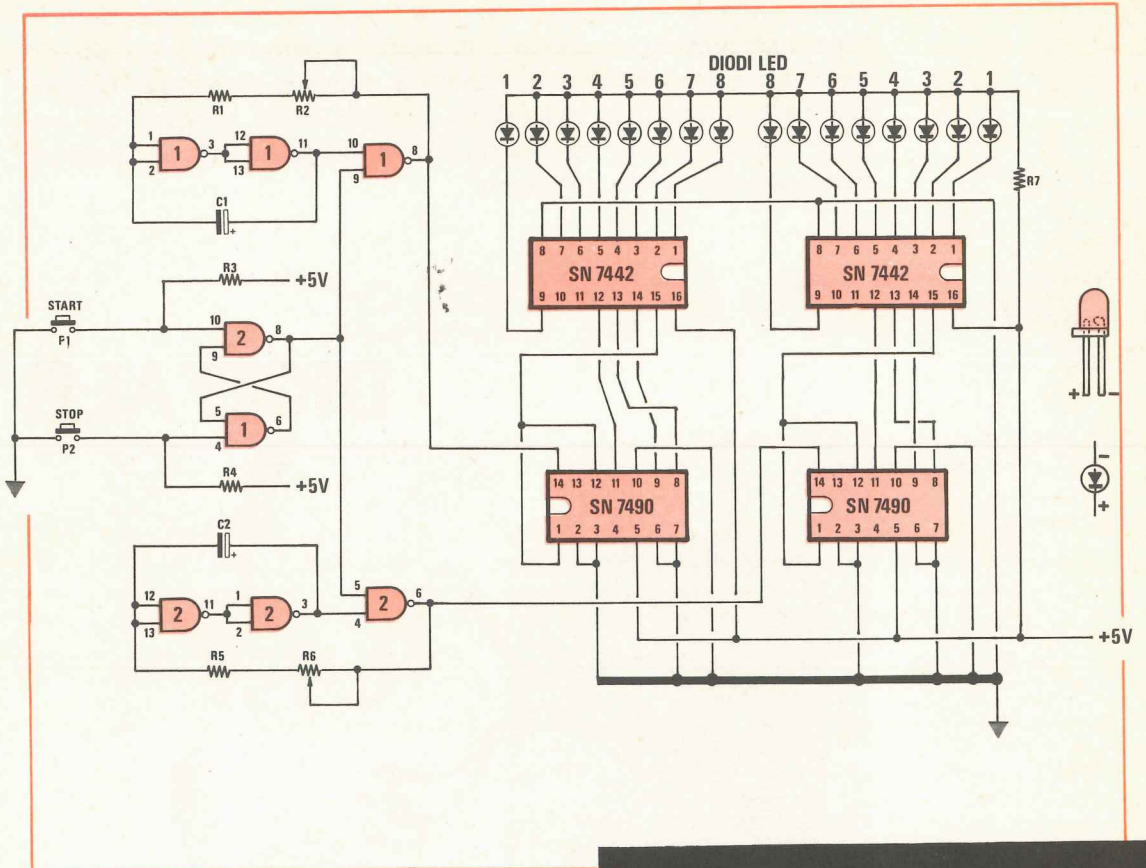 DIODI LED
1 2 3 4 5 6 7 8 8 7 6 5 4 3 2 1
R1 R2
1 2 1 3 12 13 1 11 10 9 1 8
C1 +
R7
8 7 6 5 4 3 2 1
SN 7442
9 10 11 12 13 14 15 16
8 7 6 5 4 3 2 1
SN 7442
9 10 11 12 13 14 15 16
R3 +5V
START
P1
10 9 2 8
5 4 1 6
STOP
P2
R4 +5V
+ -
-
+
14 13 12 11 10 9 8
SN 7490
1 2 3 4 5 6 7
14 13 12 11 10 9 8
SN 7490
1 2 3 4 5 6 7
C2 +
12 13 2 11 1 2 2 3 5 4 2 6
R5 R6
+5V